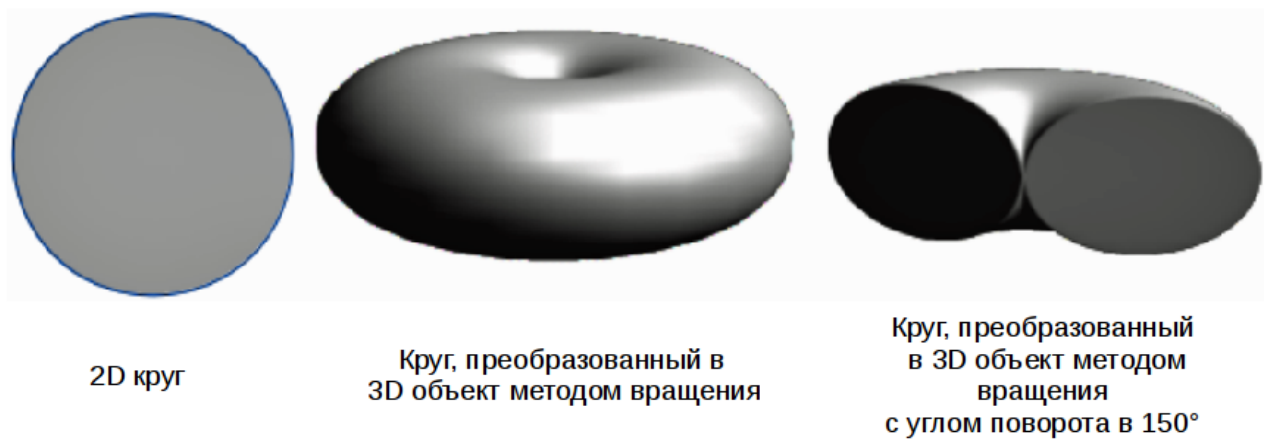 2D круг
Круг, преобразованный в
3D объект методом вращения
Круг, преобразованный
в 3D объект методом
вращения
с углом поворота в 150°